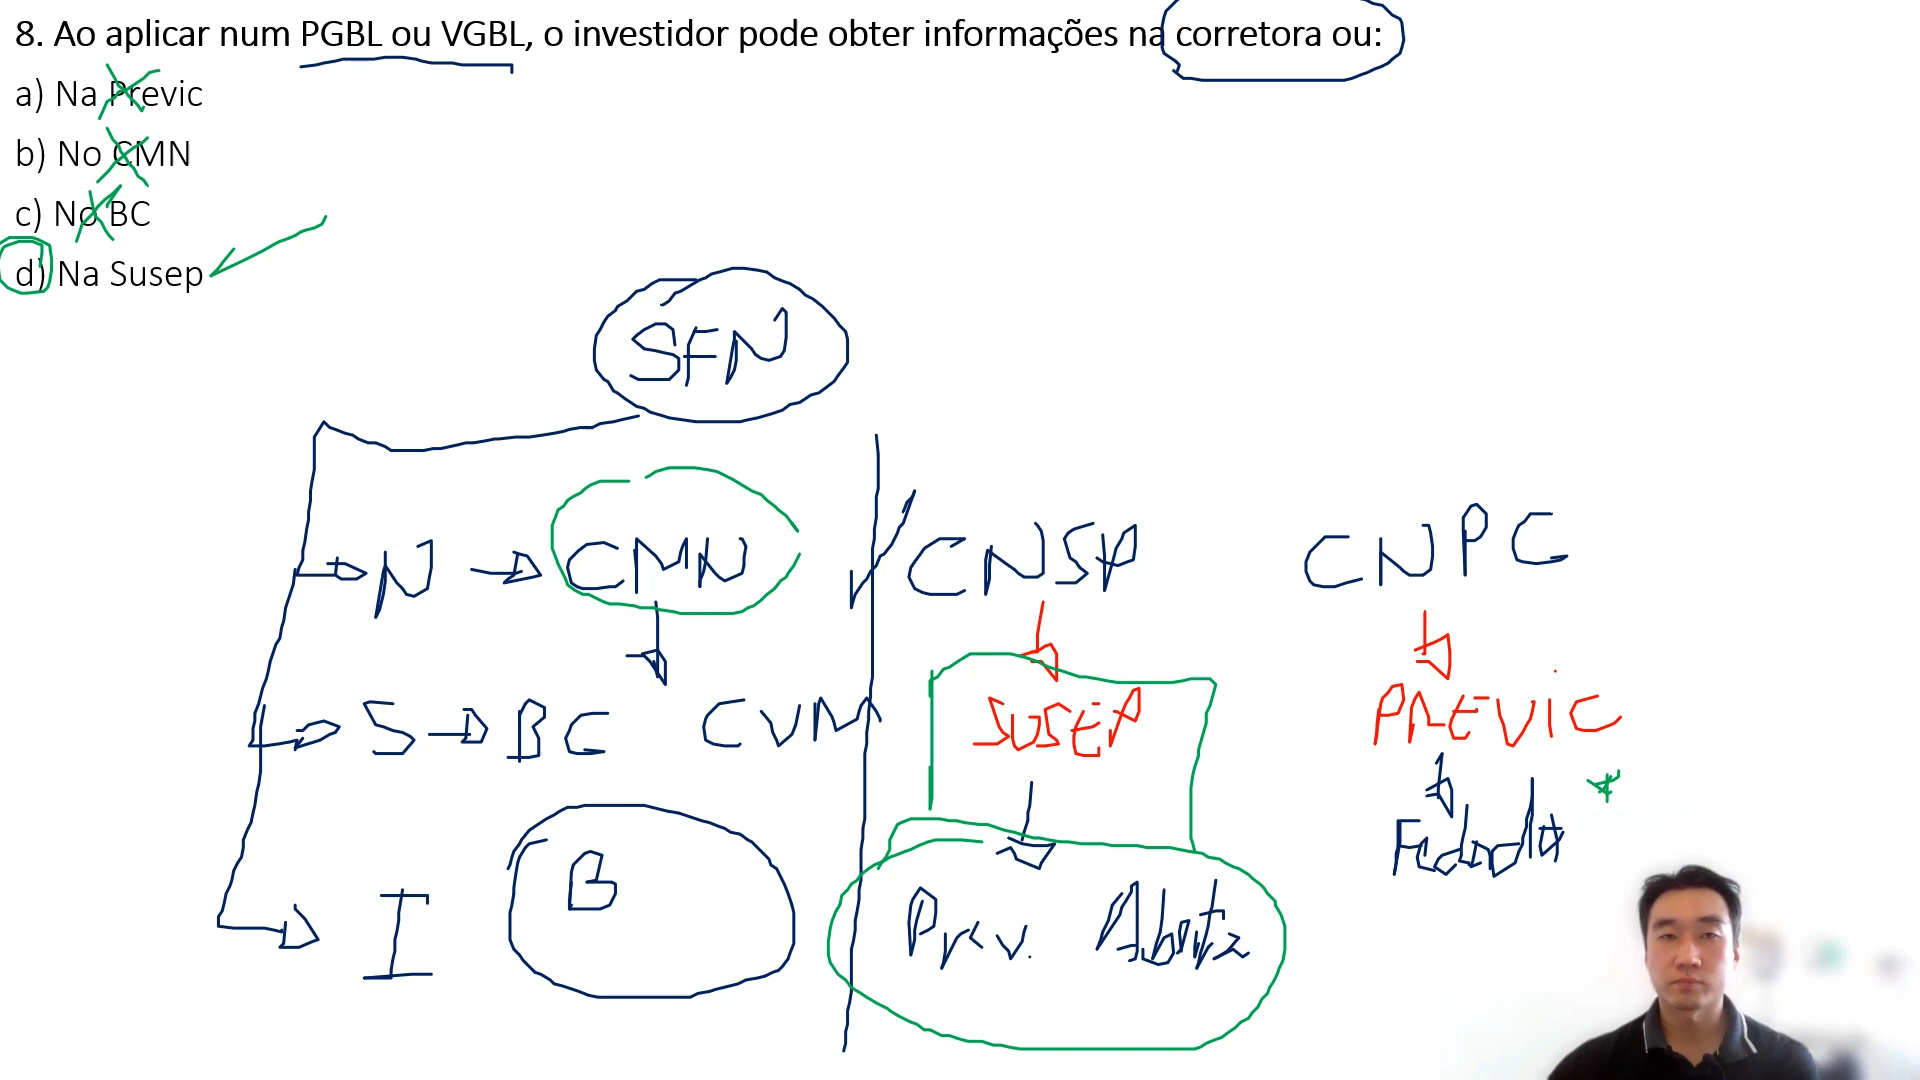 8. Ao aplicar num PGBL ou VGBL, o investidor pode obter informações na corretora ou:
a) Na Previc
b) No CMN
c) No BC
d) Na Susep
SFN
N CMN CNSP CNPC
S BC CVM SUSEP PREVIC
I B Prev. Aberta